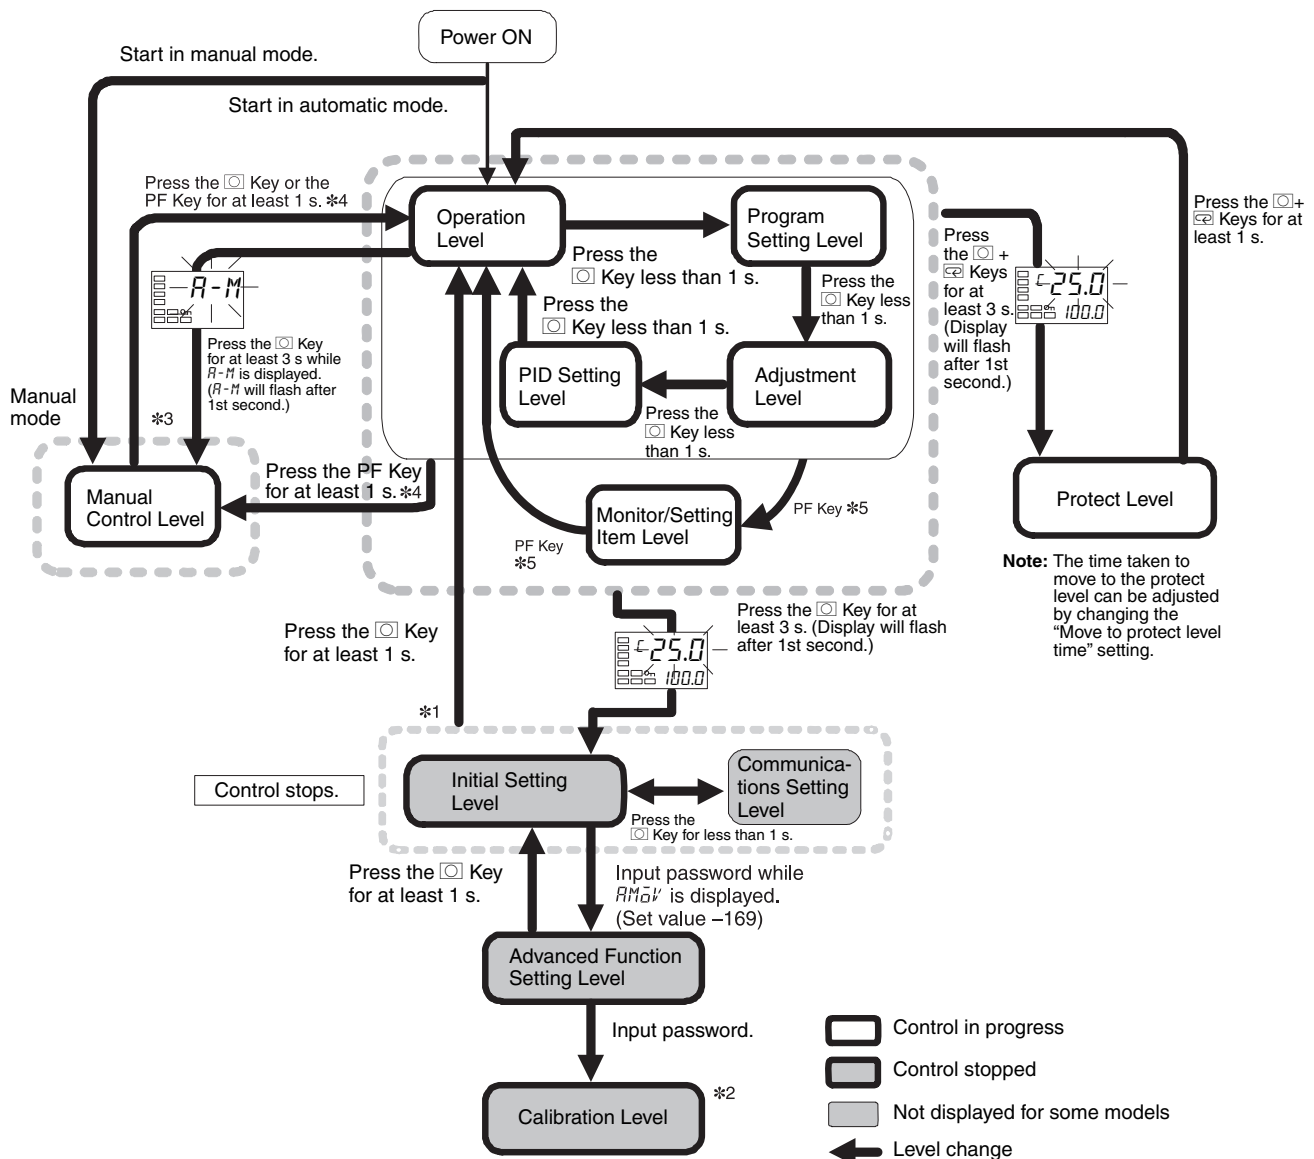 Power ON
Start in manual mode.
Start in automatic mode.
Press the Key or the
PF Key for at least 1 s. *4
Operation
Level
Program
Setting Level
Press the
Key less than 1 s.
Press the
Key less
than 1 s.
Press the
Key less than 1 s.
PID Setting
Level
Adjustment
Level
Press the
Key less
than 1 s.
A-M
Press the Key
for at least 3 s while
A-M is displayed.
(A-M will flash after
1st second.)
Manual
mode
*3
Manual
Control Level
Press the PF Key
for at least 1 s. *4
Monitor/Setting
Item Level
PF Key *5
PF Key
*5
Press
the +
Keys
for at
least 3 s.
(Display
will flash
after 1st
second.)
C 25.0
100.0
Press the +
Keys for at
least 1 s.
Protect Level
Note: The time taken to
move to the protect
level can be adjusted
by changing the
“Move to protect level
time” setting.
Press the Key for at
least 3 s. (Display will flash
after 1st second.)
C 25.0
100.0
Press the Key
for at least 1 s.
*1
Control stops.
Initial Setting
Level
Communica-
tions Setting
Level
Press the
Key for less than 1 s.
Press the Key
for at least 1 s.
Input password while
AMoV is displayed.
(Set value –169)
Advanced Function
Setting Level
Input password.
Calibration Level
*2
Control in progress
Control stopped
Not displayed for some models
Level change